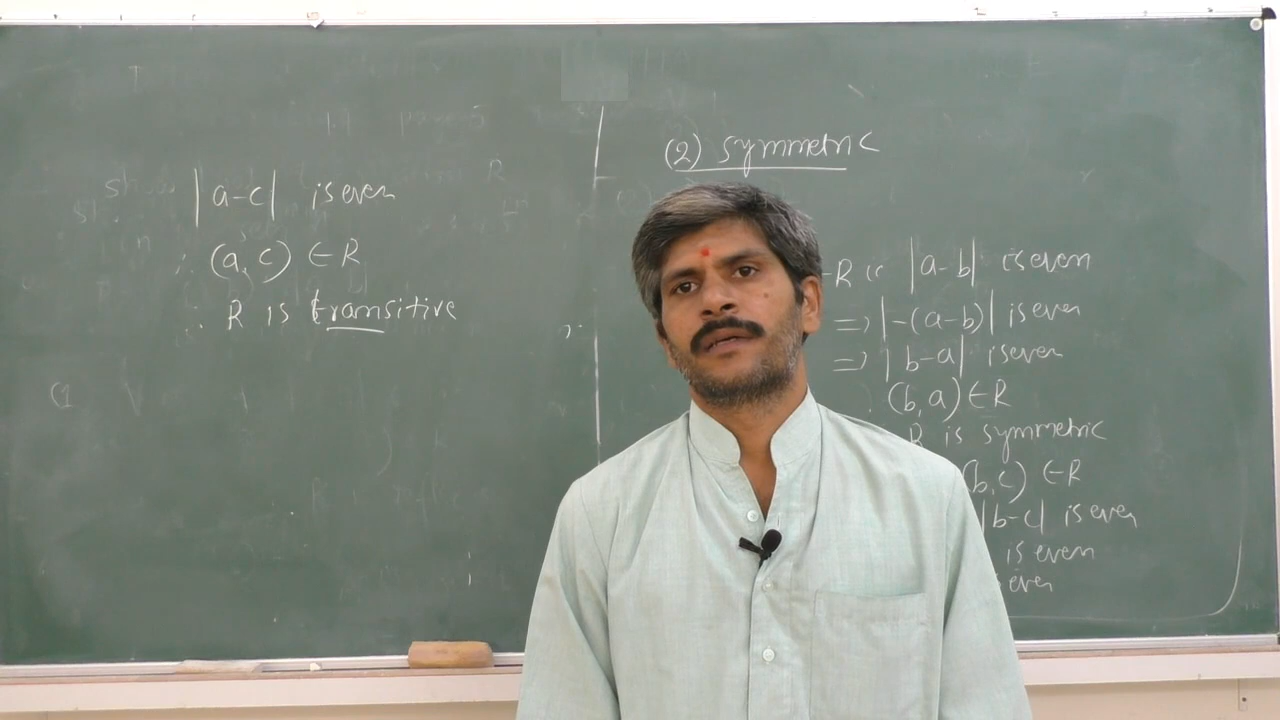 |a-c| is even
∴ (a, c) ∈ R
∴ R is transitive
(2) symmetric
R is |a-b| is even
=> |-(a-b)| is even
=> |b-a| is even
(b, a) ∈ R
R is symmetric
(b, c) ∈ R
|b-c| is even
is even
even